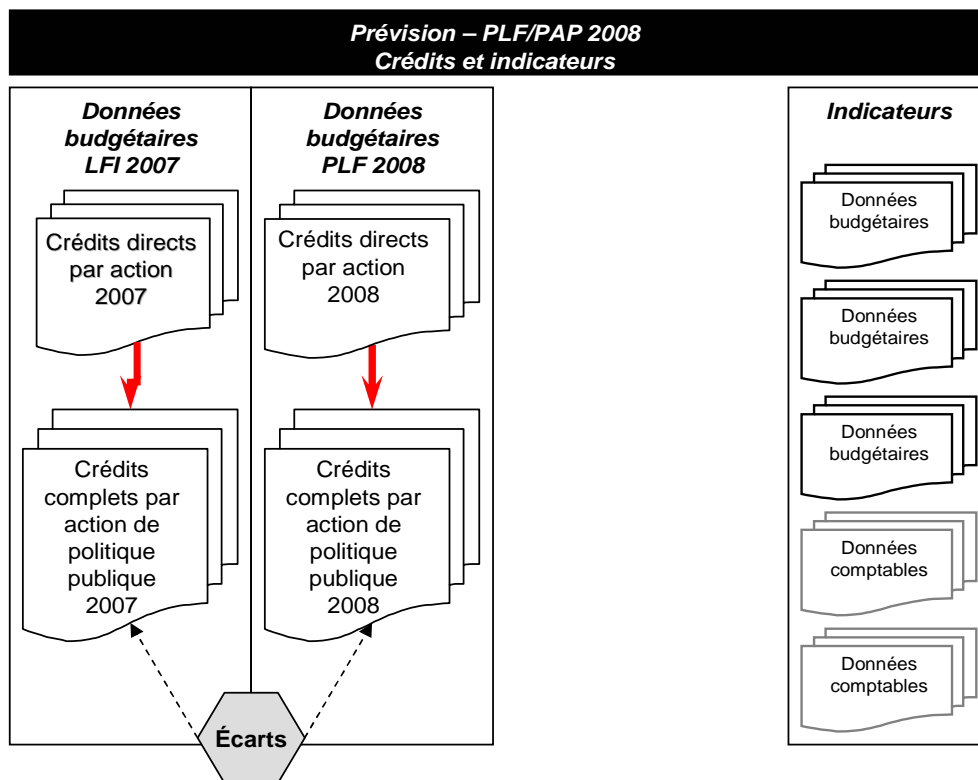 Prévision – PLF/PAP 2008
Crédits et indicateurs
Données
budgétaires
LFI 2007
Crédits directs
par action
2007
Crédits
complets par
action de
politique
publique
2007
Données
budgétaires
PLF 2008
Crédits directs
par action
2008
Crédits
complets par
action de
politique
publique
2008
Écarts
Indicateurs
Données
budgétaires
Données
budgétaires
Données
budgétaires
Données
comptables
Données
comptables